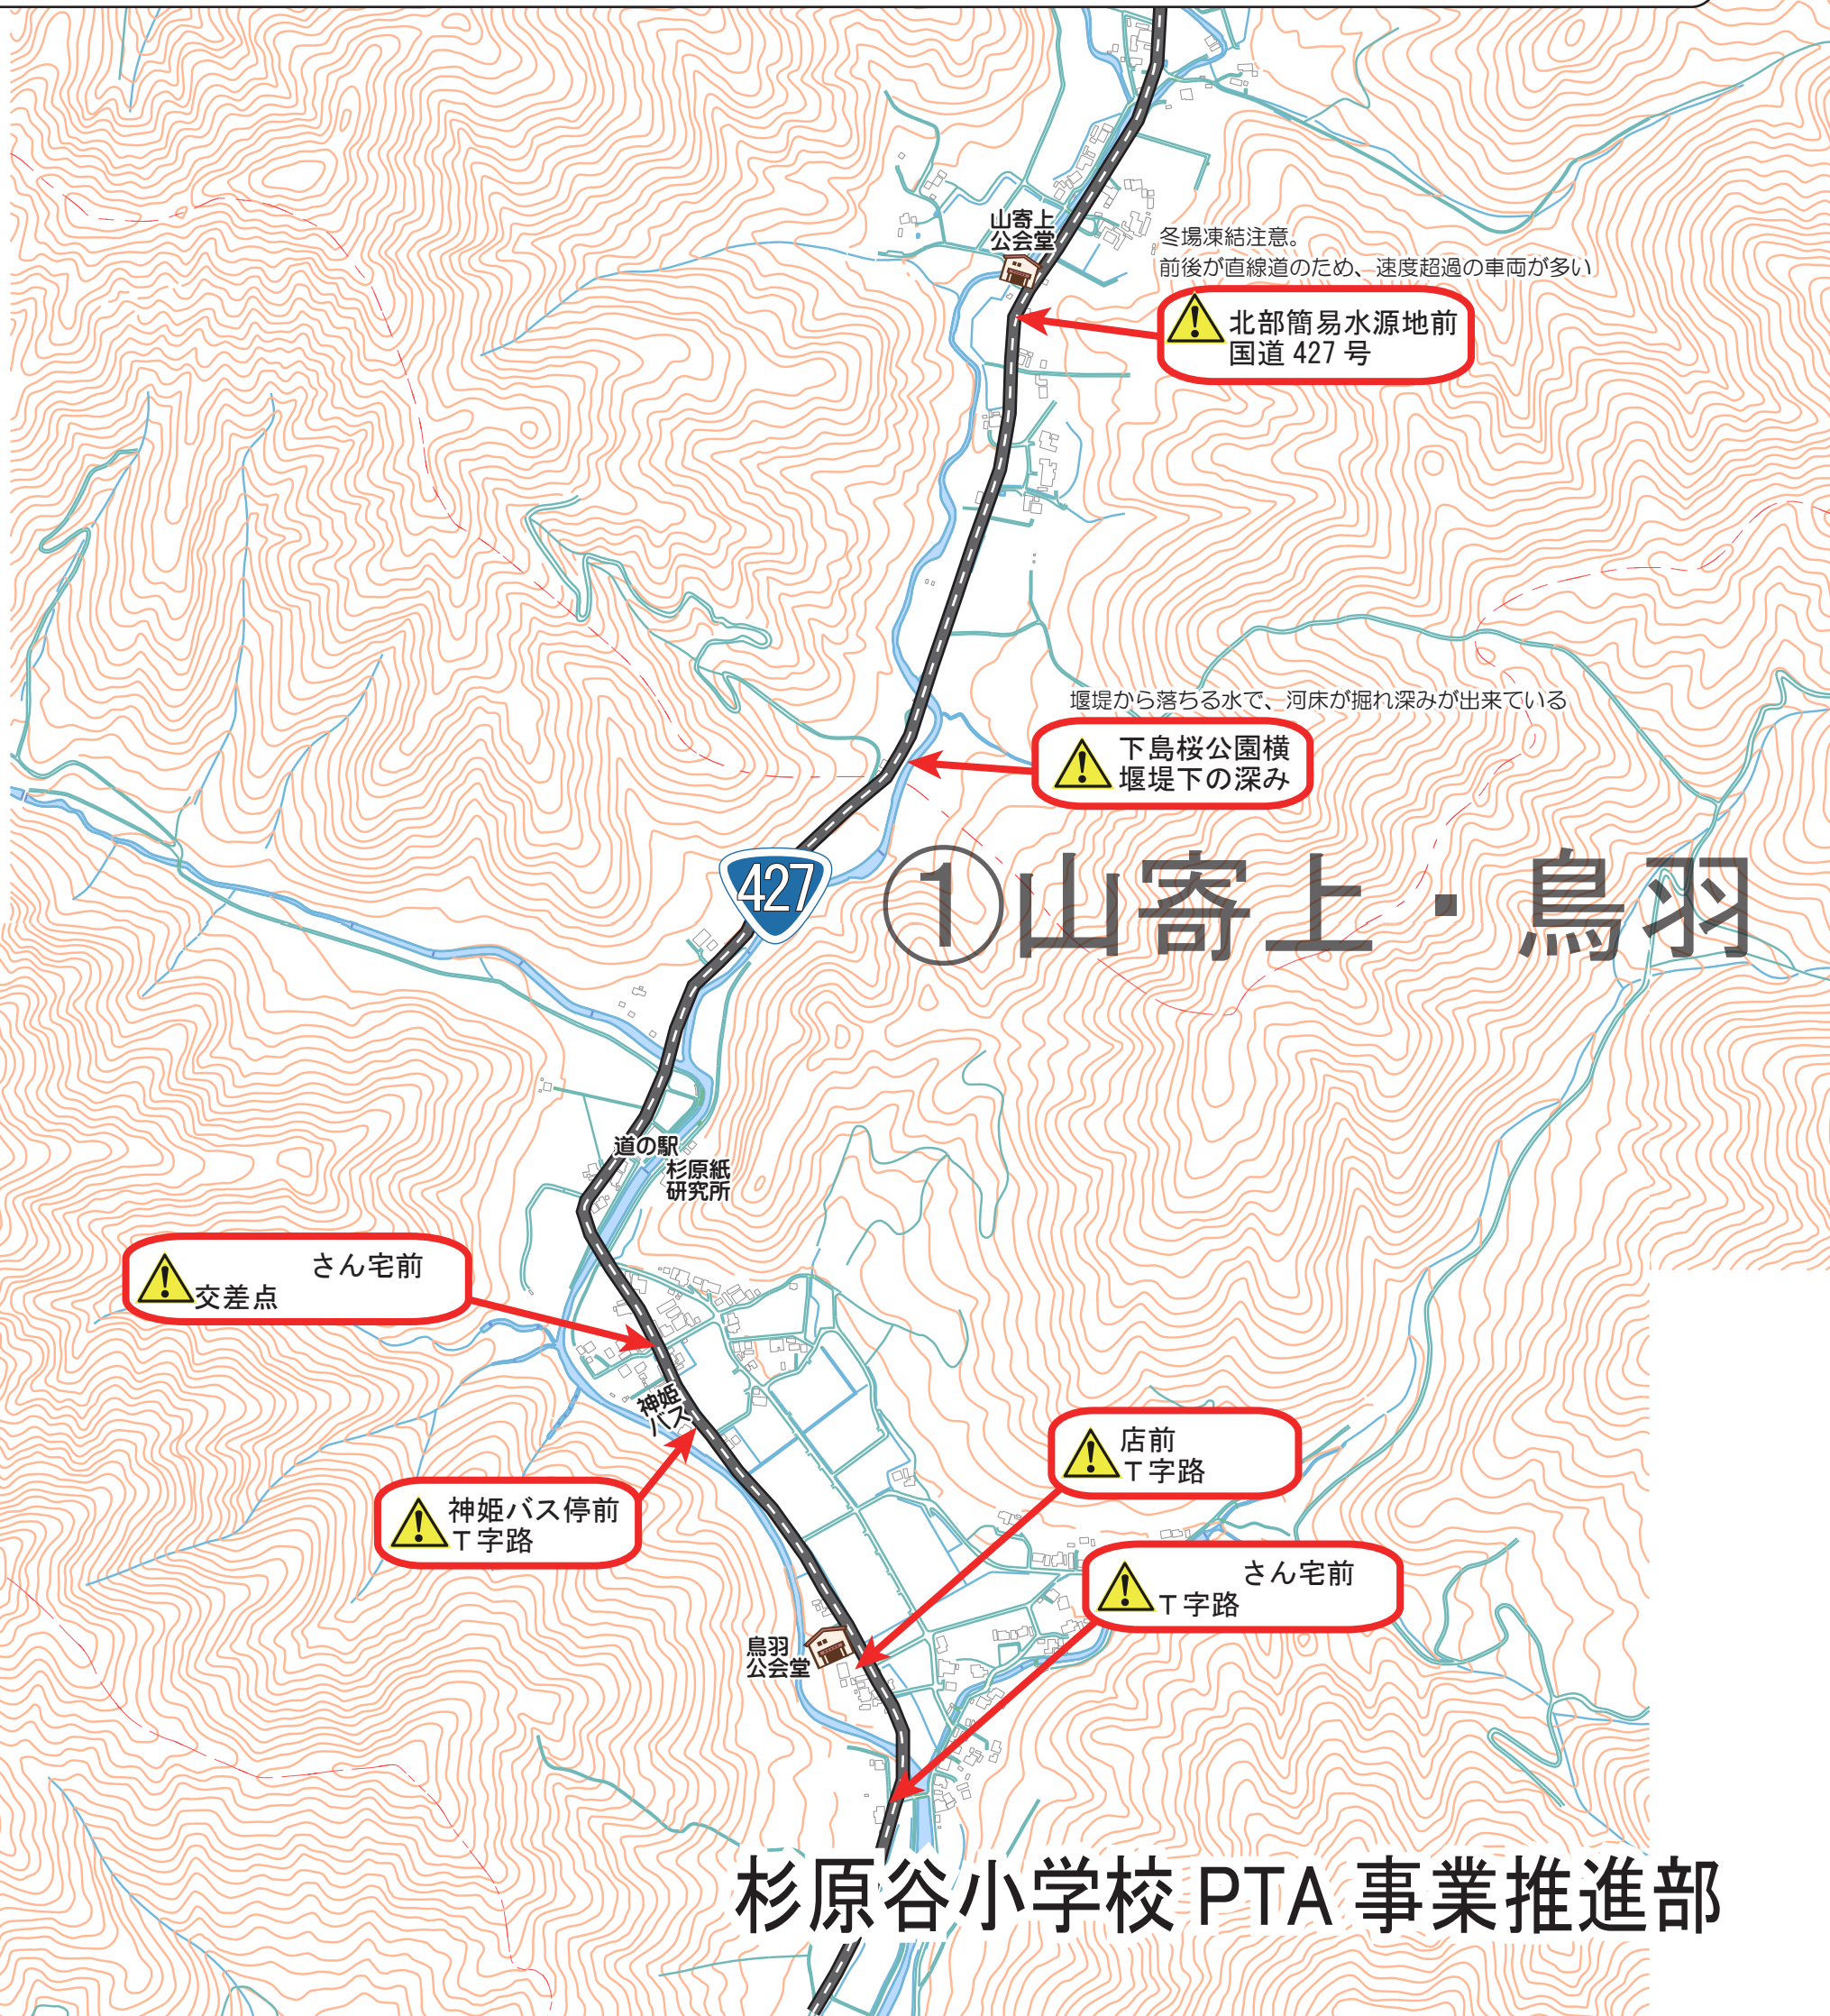 山寄上
公会堂
冬場凍結注意。
前後が直線道のため、速度超過の車両が多い
北部簡易水源地前
国道 427 号
堰堤から落ちる水で、河床が掘れ深みが出来ている
下島桜公園横
堰堤下の深み
427
①山寄上・鳥羽
道の駅
杉原紙
研究所
さん宅前
交差点
神姫
バス
神姫バス停前
T字路
店前
T字路
さん宅前
T字路
鳥羽
公会堂
杉原谷小学校 PTA 事業推進部